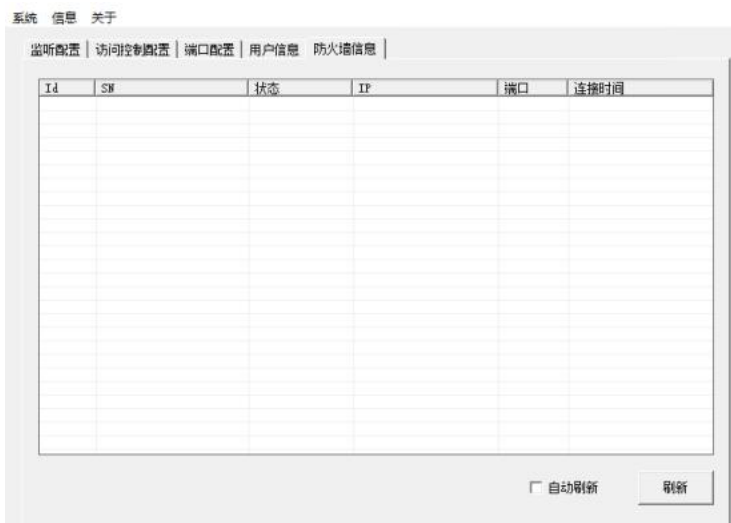 系统 信息 关于
监听配置 访问控制配置 端口配置 用户信息 防火墙信息
Id SN 状态 IP 端口 连接时间
自动刷新 刷新